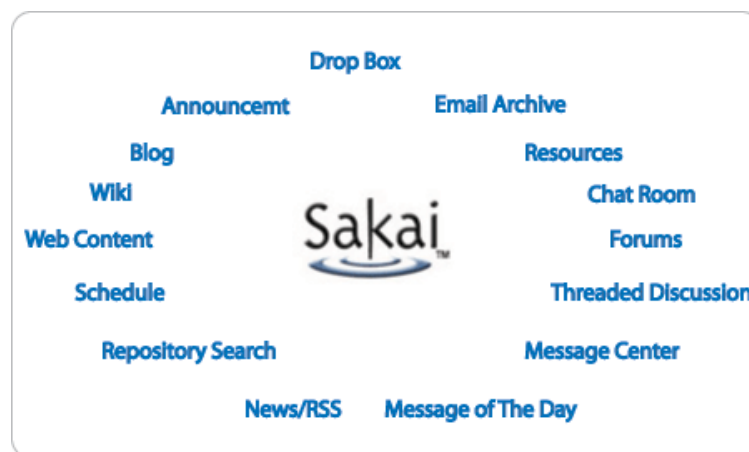 Drop Box
Announcemt Email Archive
Blog Resources
Wiki Chat Room
Sakai™
Web Content Forums
Schedule Threaded Discussion
Repository Search Message Center
News/RSS Message of The Day